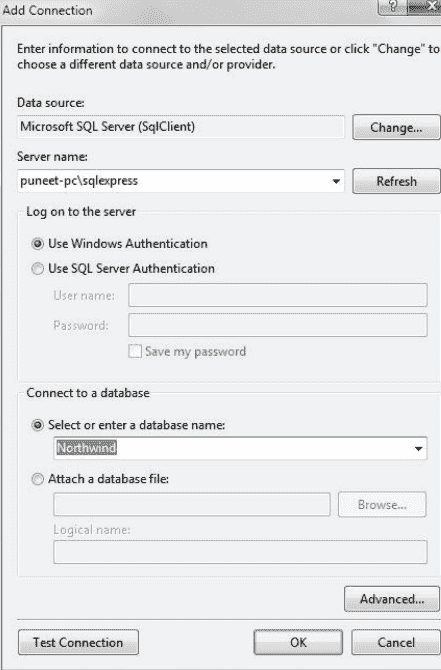 Add Connection
?
Enter information to connect to the selected data source or click "Change" to
choose a different data source and/or provider.
Data source:
Microsoft SQL Server (SqlClient)
Change...
Server name:
puneet-pc\sqlexpress
Refresh
Log on to the server
Use Windows Authentication
Use SQL Server Authentication
User name:
Password:
Save my password
Connect to a database
Select or enter a database name:
Northwind
Attach a database file:
Browse...
Logical name:
Advanced...
Test Connection
OK
Cancel